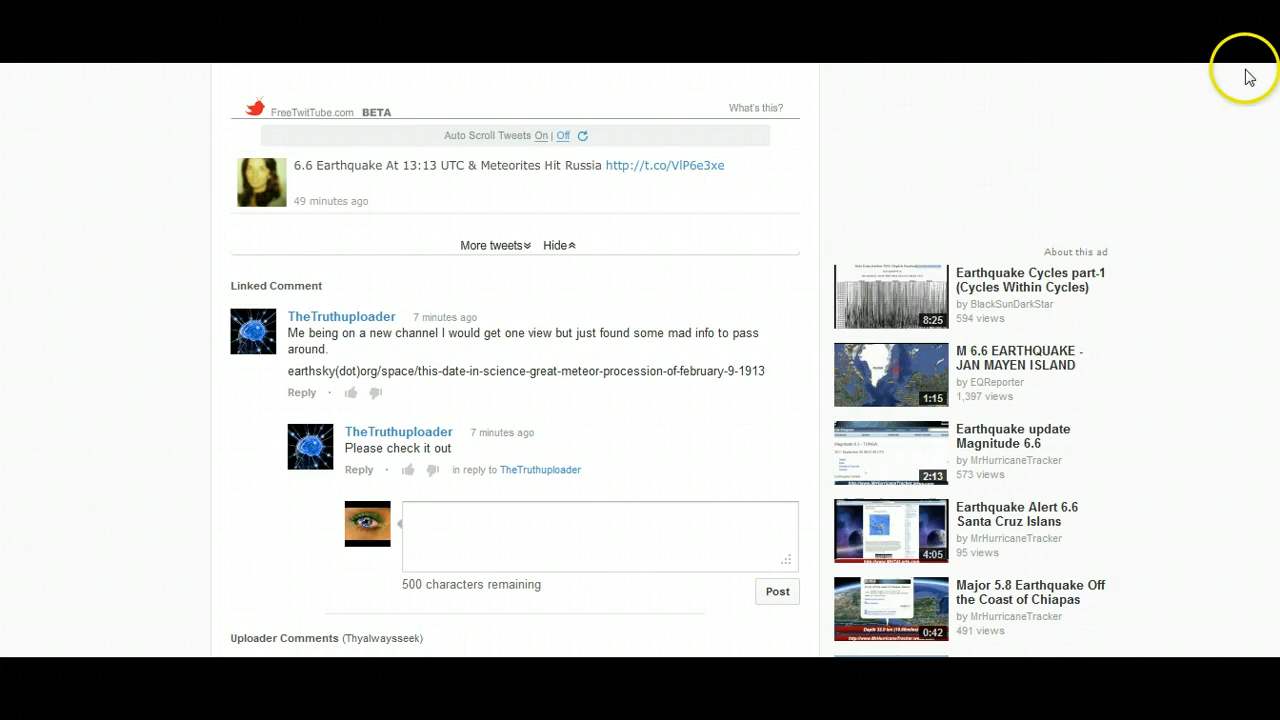 FreeTwitTube.com BETA
What's this?
Auto Scroll Tweets On | Off
6.6 Earthquake At 13:13 UTC & Meteorites Hit Russia http://t.co/VlP6e3xe
49 minutes ago
More tweets Hide
Linked Comment
TheTruthuploader 7 minutes ago
Me being on a new channel I would get one view but just found some mad info to pass
around.
earthsky(dot)org/space/this-date-in-science-great-meteor-procession-of-february-9-1913
Reply
TheTruthuploader 7 minutes ago
Please check it out
Reply in reply to TheTruthuploader
500 characters remaining
Post
Uploader Comments (Thyalwaysseek)
About this ad
Earthquake Cycles part-1
(Cycles Within Cycles)
by BlackSunDarkStar
594 views
8:25
M 6.6 EARTHQUAKE -
JAN MAYEN ISLAND
by EQReporter
1,397 views
1:15
Earthquake update
Magnitude 6.6
by MrHurricaneTracker
573 views
2:13
Earthquake Alert 6.6
Santa Cruz Islans
by MrHurricaneTracker
95 views
4:05
Major 5.8 Earthquake Off
the Coast of Chiapas
by MrHurricaneTracker
491 views
0:42